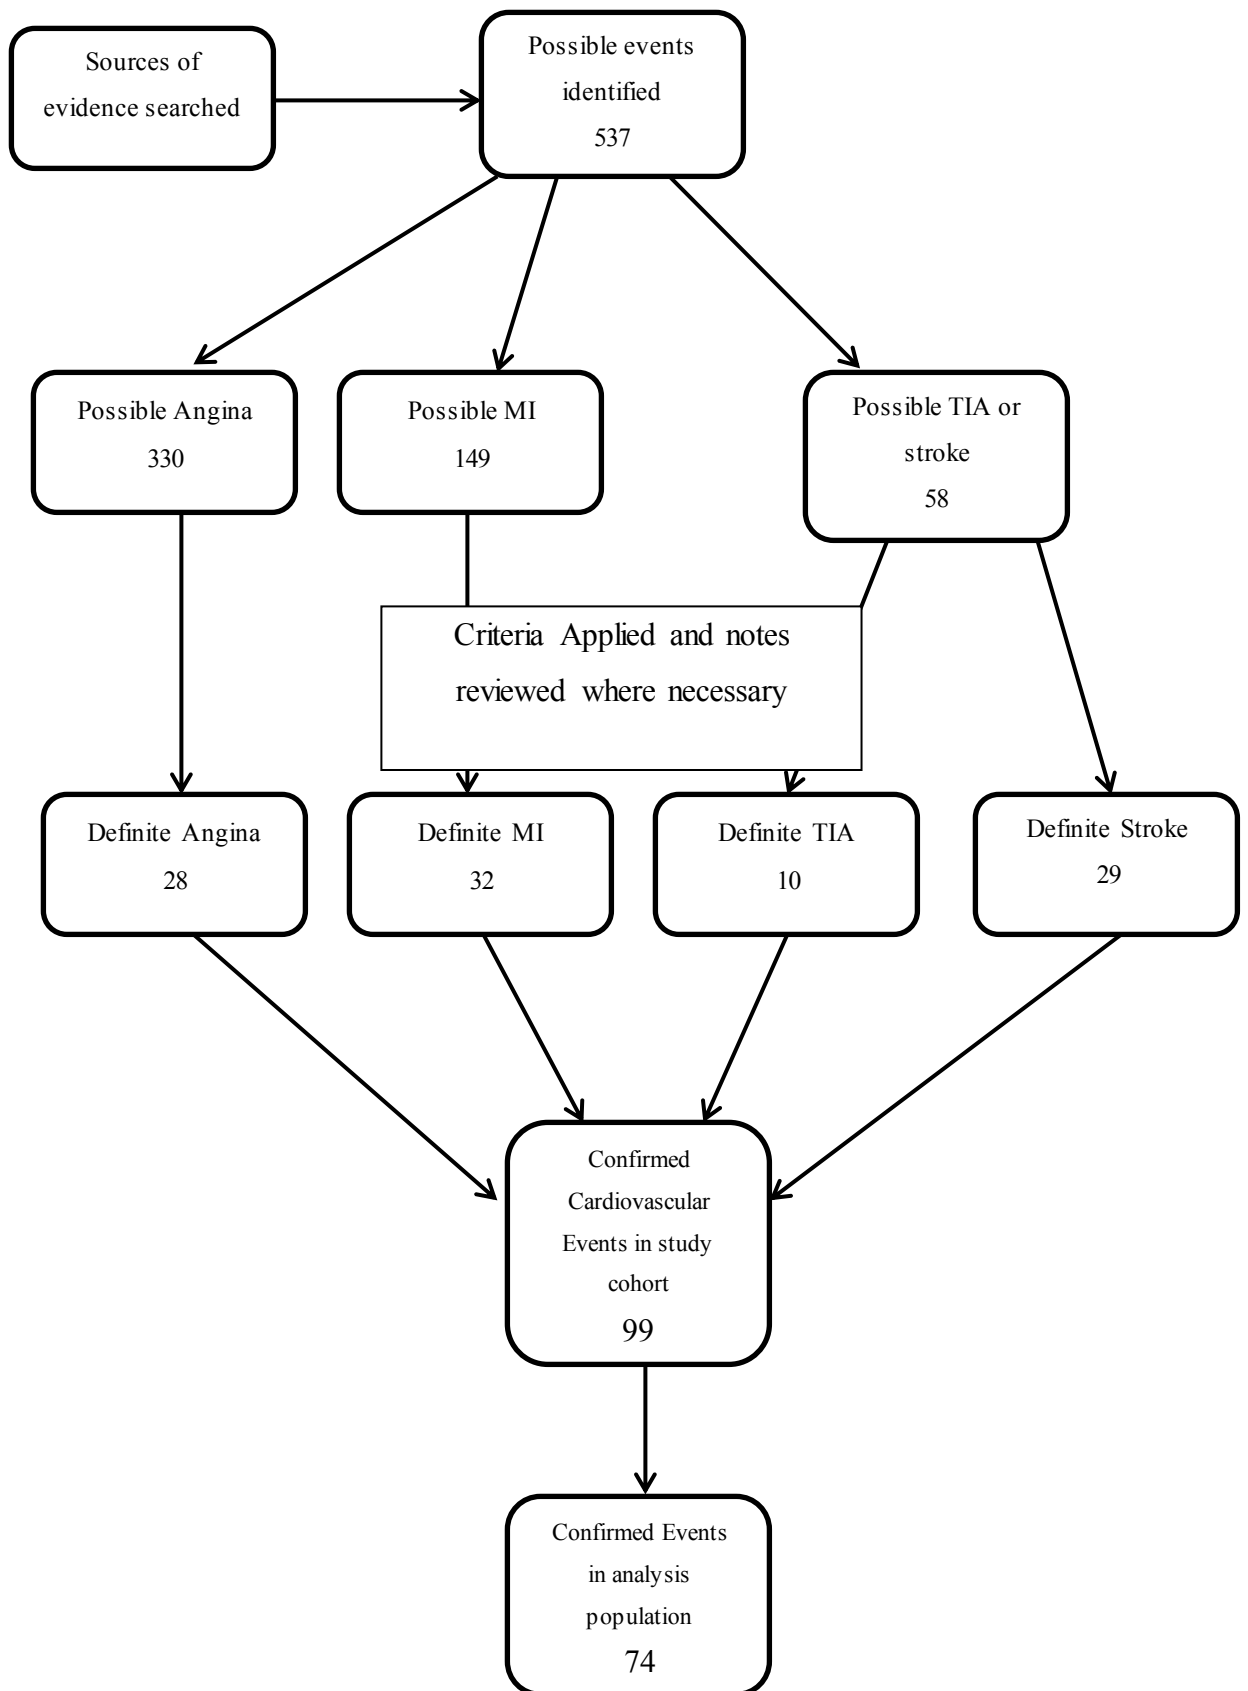 Sources of
evidence searched
Possible events
identified
537
Possible Angina
330
Possible MI
149
Possible TIA or
stroke
58
Criteria Applied and notes
reviewed where necessary
Definite Angina
28
Definite MI
32
Definite TIA
10
Definite Stroke
29
Confirmed
Cardiovascular
Events in study
cohort
99
Confirmed Events
in analysis
population
74